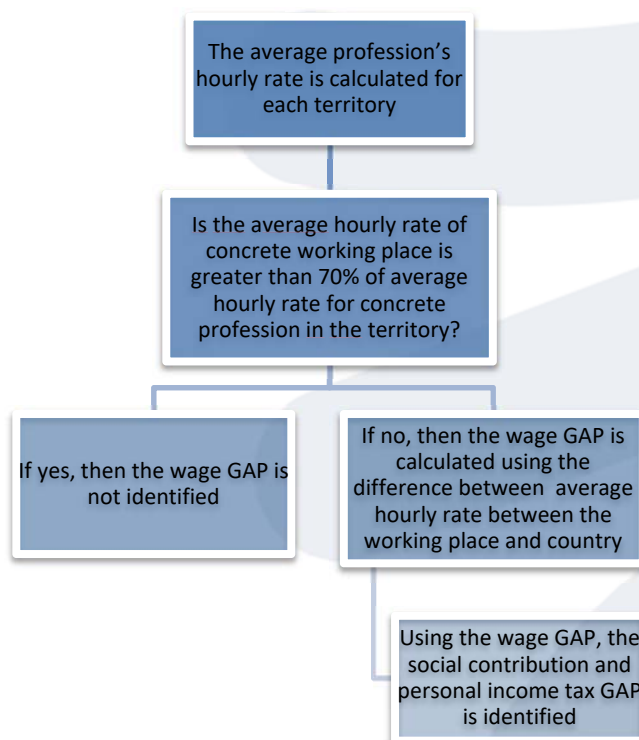 The average profession's
hourly rate is calculated for
each territory
Is the average hourly rate of
concrete working place is
greater than 70% of average
hourly rate for concrete
profession in the territory?
If yes, then the wage GAP is
not identified
If no, then the wage GAP is
calculated using the
difference between average
hourly rate between the
working place and country
Using the wage GAP, the
social contribution and
personal income tax GAP
is identified